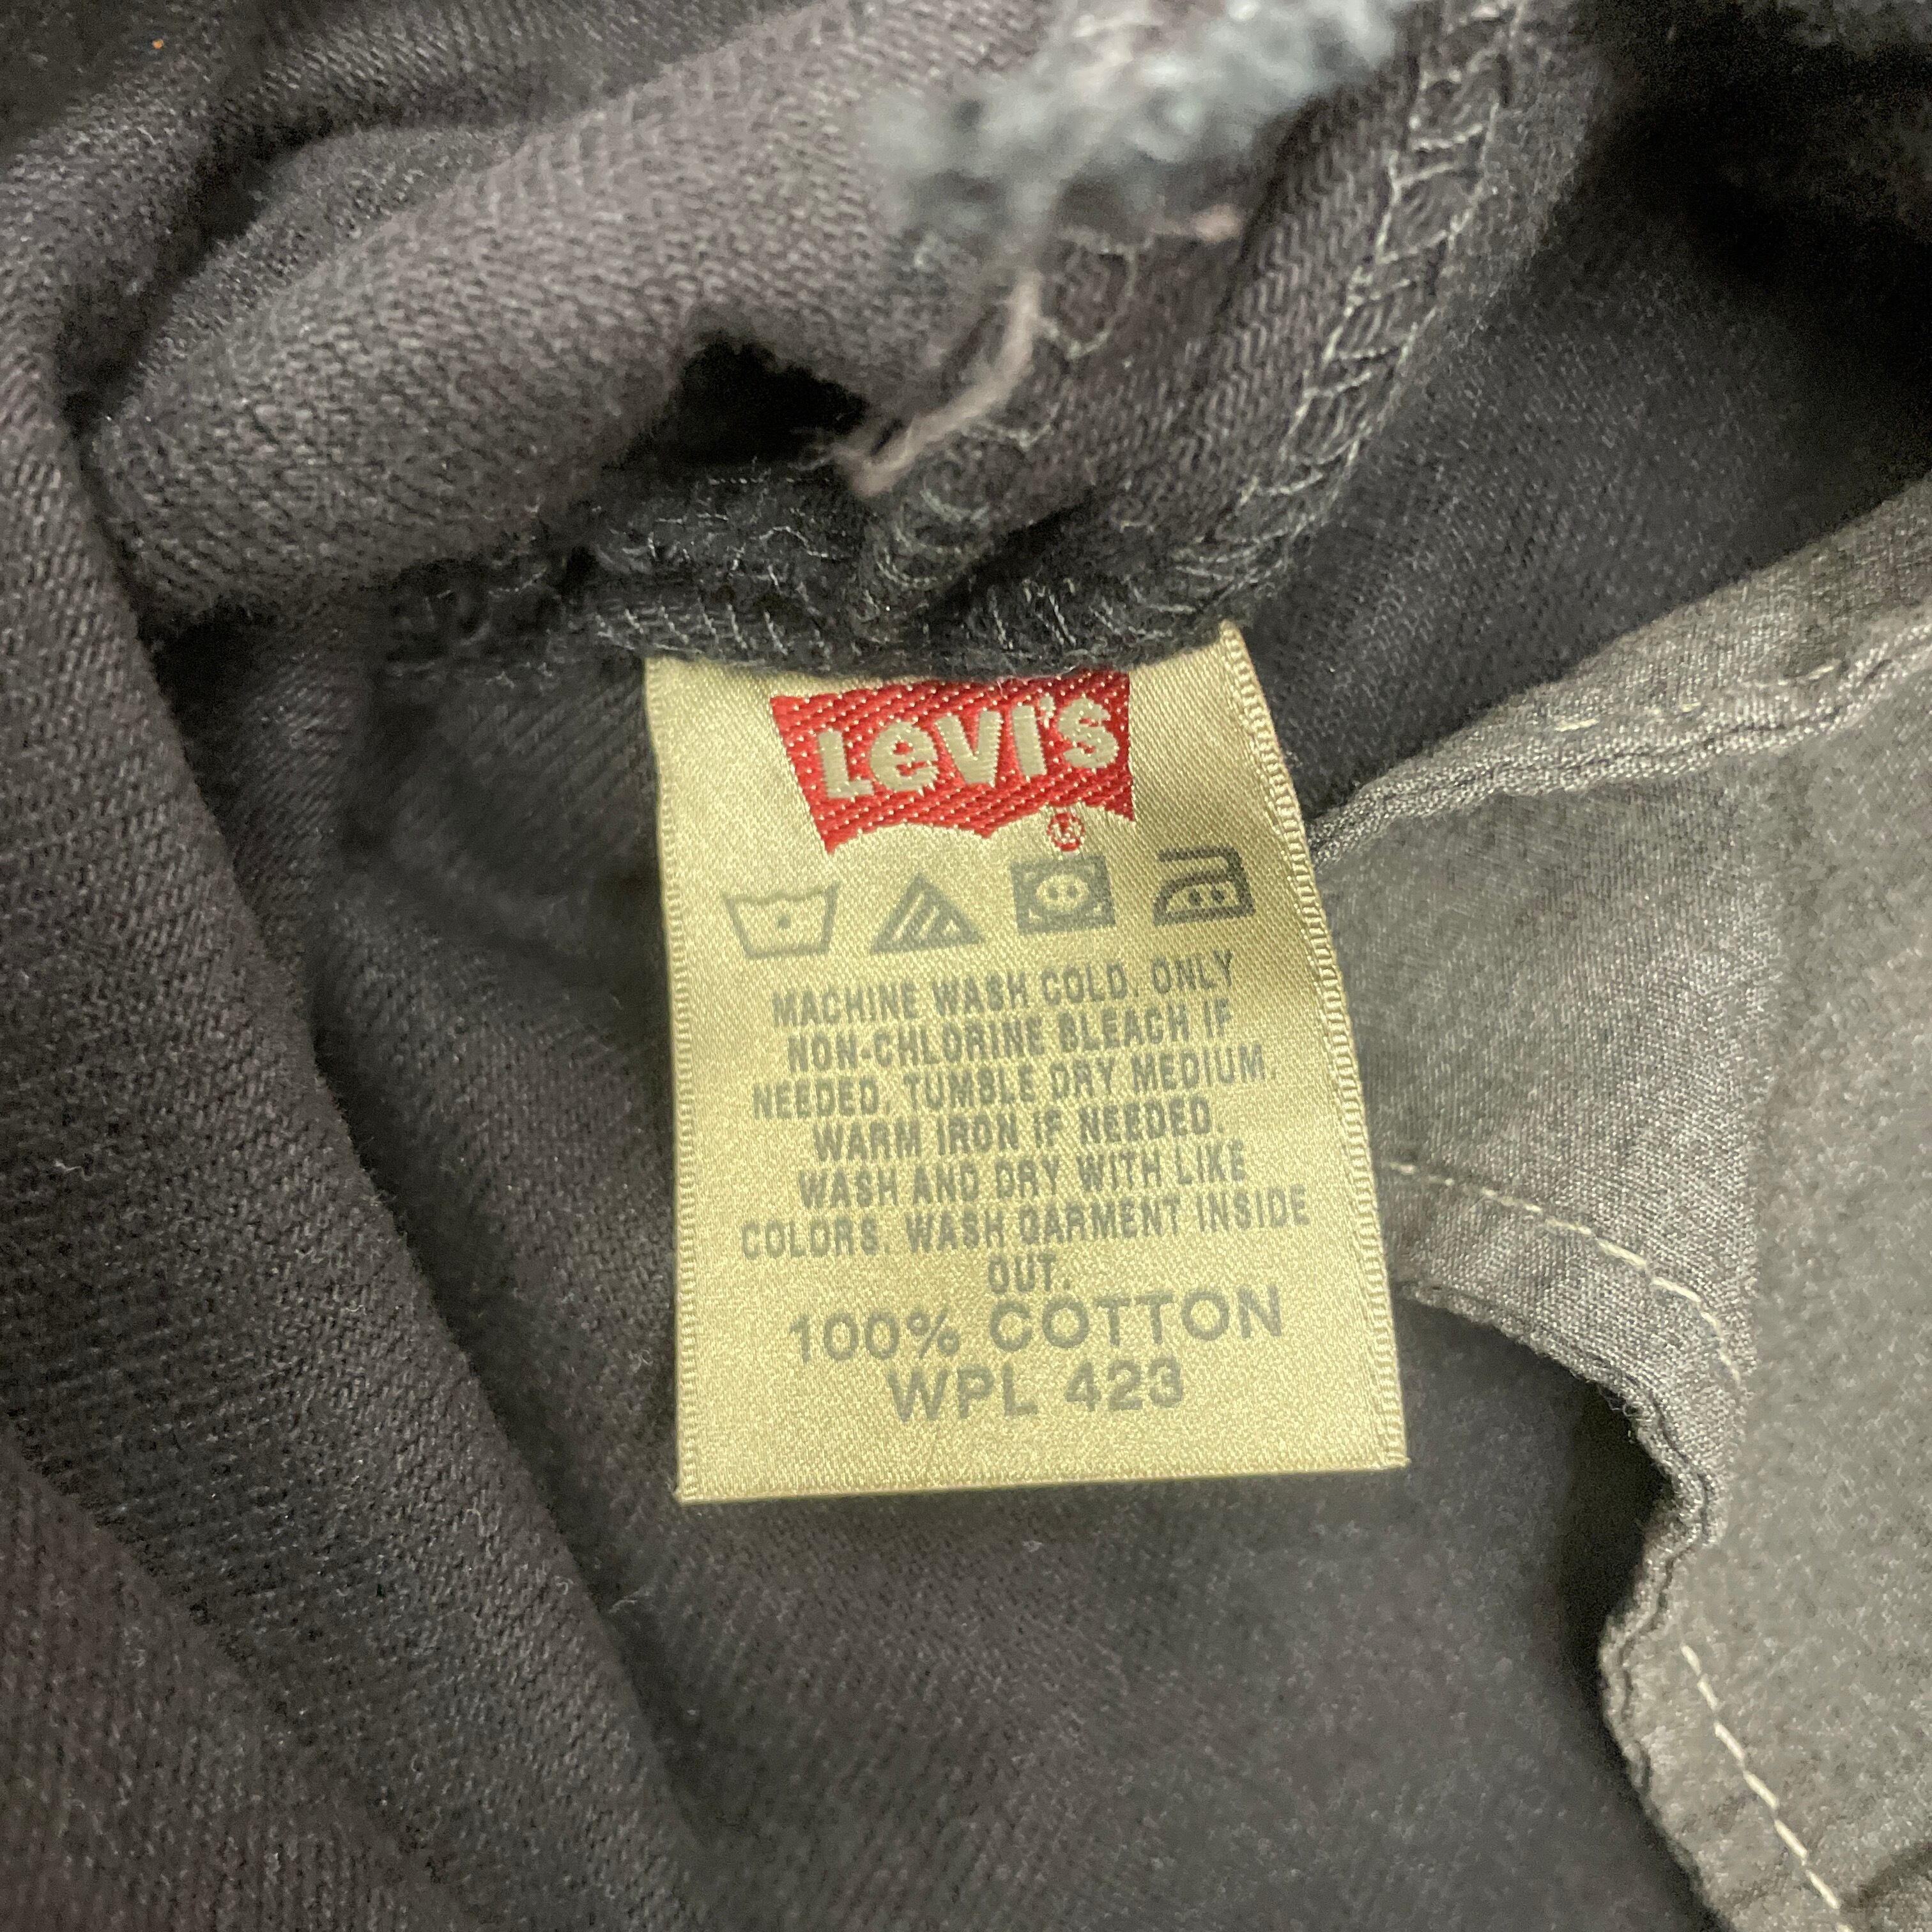 Levi's
MACHINE WASH COLD. ONLY
NON-CHLORINE BLEACH IF
NEEDED. TUMBLE DRY MEDIUM.
WARM IRON IF NEEDED.
WASH AND DRY WITH LIKE
COLORS. WASH GARMENT INSIDE
OUT.
100% COTTON
WPL 423